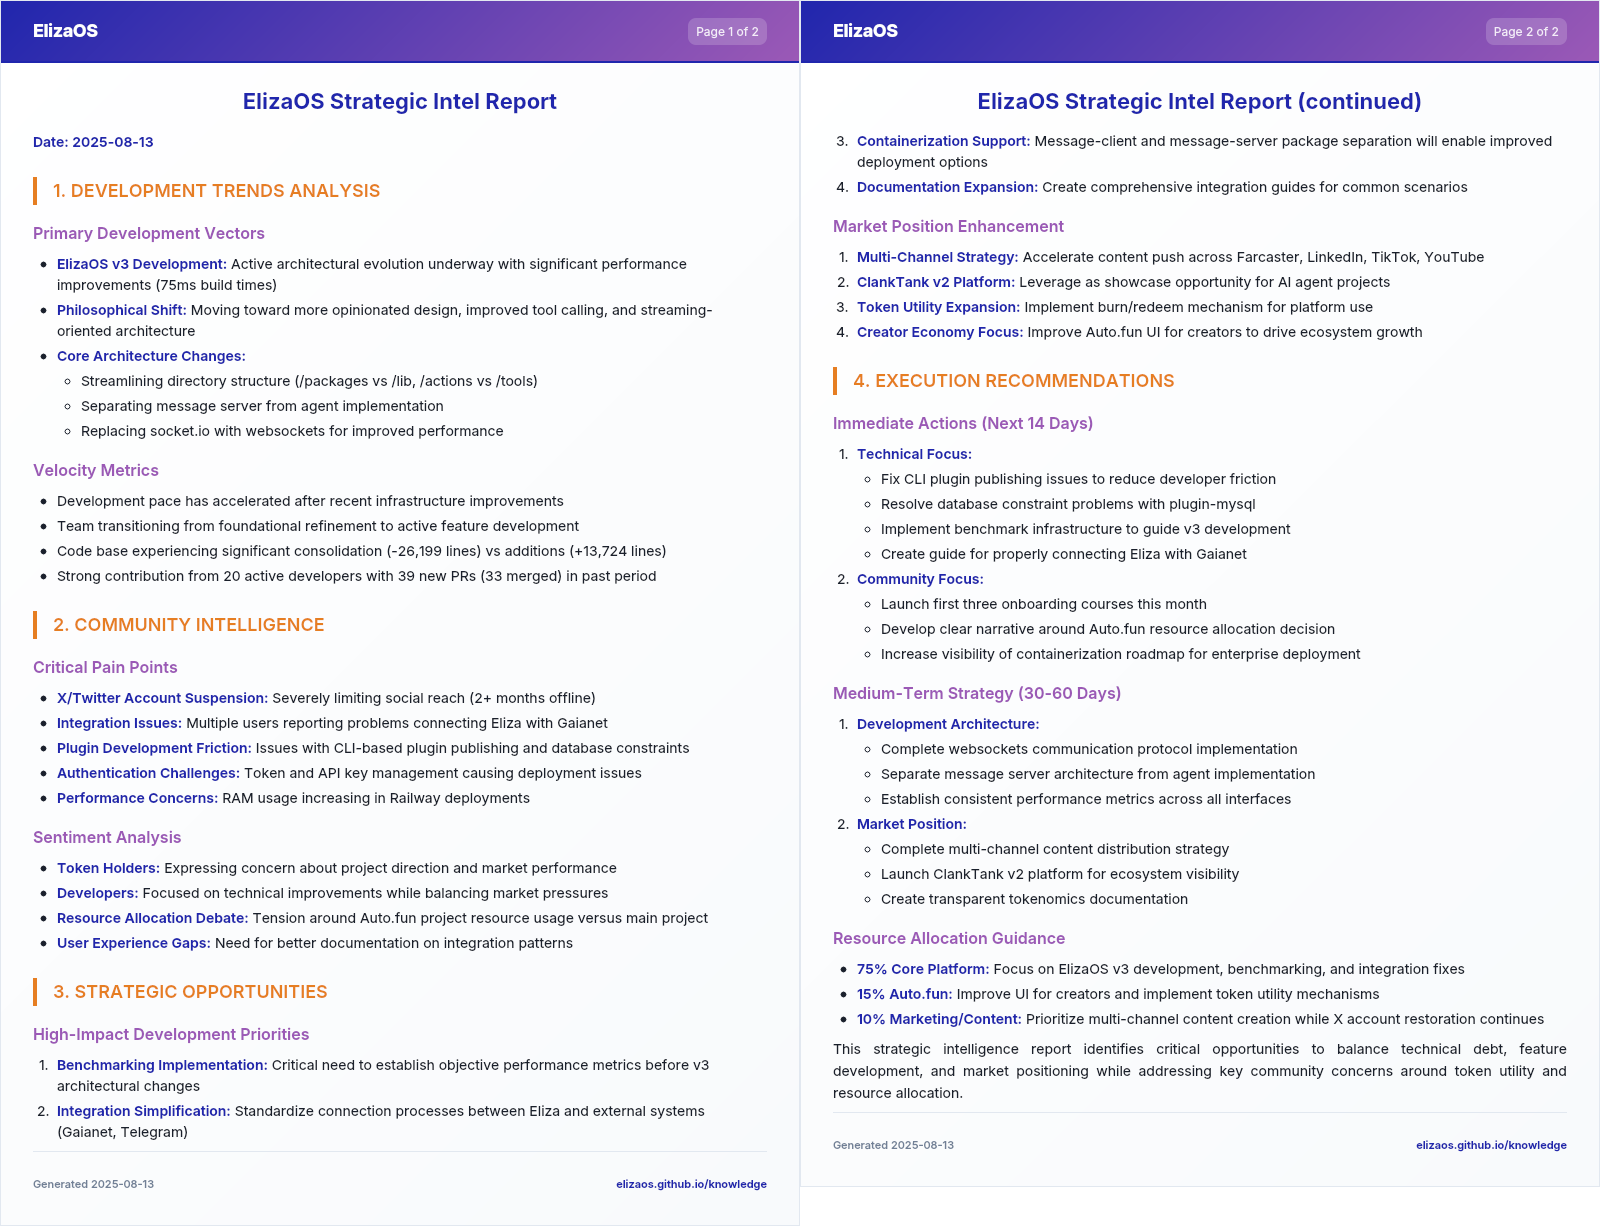 ElizaOS
Page 1 of 2
ElizaOS Strategic Intel Report
Date: 2025-08-13
1. DEVELOPMENT TRENDS ANALYSIS
Primary Development Vectors
• ElizaOS v3 Development: Active architectural evolution underway with significant performance
improvements (75ms build times)
• Philosophical Shift: Moving toward more opinionated design, improved tool calling, and streaming-
oriented architecture
• Core Architecture Changes:
◦ Streamlining directory structure (/packages vs /lib, /actions vs /tools)
◦ Separating message server from agent implementation
◦ Replacing socket.io with websockets for improved performance
Velocity Metrics
• Development pace has accelerated after recent infrastructure improvements
• Team transitioning from foundational refinement to active feature development
• Code base experiencing significant consolidation (-26,199 lines) vs additions (+13,724 lines)
• Strong contribution from 20 active developers with 39 new PRs (33 merged) in past period
2. COMMUNITY INTELLIGENCE
Critical Pain Points
• X/Twitter Account Suspension: Severely limiting social reach (2+ months offline)
• Integration Issues: Multiple users reporting problems connecting Eliza with Gaianet
• Plugin Development Friction: Issues with CLI-based plugin publishing and database constraints
• Authentication Challenges: Token and API key management causing deployment issues
• Performance Concerns: RAM usage increasing in Railway deployments
Sentiment Analysis
• Token Holders: Expressing concern about project direction and market performance
• Developers: Focused on technical improvements while balancing market pressures
• Resource Allocation Debate: Tension around Auto.fun project resource usage versus main project
• User Experience Gaps: Need for better documentation on integration patterns
3. STRATEGIC OPPORTUNITIES
High-Impact Development Priorities
1. Benchmarking Implementation: Critical need to establish objective performance metrics before v3
architectural changes
2. Integration Simplification: Standardize connection processes between Eliza and external systems
(Gaianet, Telegram)
Generated 2025-08-13
elizaos.github.io/knowledge
ElizaOS
Page 2 of 2
ElizaOS Strategic Intel Report (continued)
3. Containerization Support: Message-client and message-server package separation will enable improved
deployment options
4. Documentation Expansion: Create comprehensive integration guides for common scenarios
Market Position Enhancement
1. Multi-Channel Strategy: Accelerate content push across Farcaster, LinkedIn, TikTok, YouTube
2. ClankTank v2 Platform: Leverage as showcase opportunity for AI agent projects
3. Token Utility Expansion: Implement burn/redeem mechanism for platform use
4. Creator Economy Focus: Improve Auto.fun UI for creators to drive ecosystem growth
4. EXECUTION RECOMMENDATIONS
Immediate Actions (Next 14 Days)
1. Technical Focus:
◦ Fix CLI plugin publishing issues to reduce developer friction
◦ Resolve database constraint problems with plugin-mysql
◦ Implement benchmark infrastructure to guide v3 development
◦ Create guide for properly connecting Eliza with Gaianet
2. Community Focus:
◦ Launch first three onboarding courses this month
◦ Develop clear narrative around Auto.fun resource allocation decision
◦ Increase visibility of containerization roadmap for enterprise deployment
Medium-Term Strategy (30-60 Days)
1. Development Architecture:
◦ Complete websockets communication protocol implementation
◦ Separate message server architecture from agent implementation
◦ Establish consistent performance metrics across all interfaces
2. Market Position:
◦ Complete multi-channel content distribution strategy
◦ Launch ClankTank v2 platform for ecosystem visibility
◦ Create transparent tokenomics documentation
Resource Allocation Guidance
• 75% Core Platform: Focus on ElizaOS v3 development, benchmarking, and integration fixes
• 15% Auto.fun: Improve UI for creators and implement token utility mechanisms
• 10% Marketing/Content: Prioritize multi-channel content creation while X account restoration continues
This strategic intelligence report identifies critical opportunities to balance technical debt, feature
development, and market positioning while addressing key community concerns around token utility and
resource allocation.
Generated 2025-08-13
elizaos.github.io/knowledge